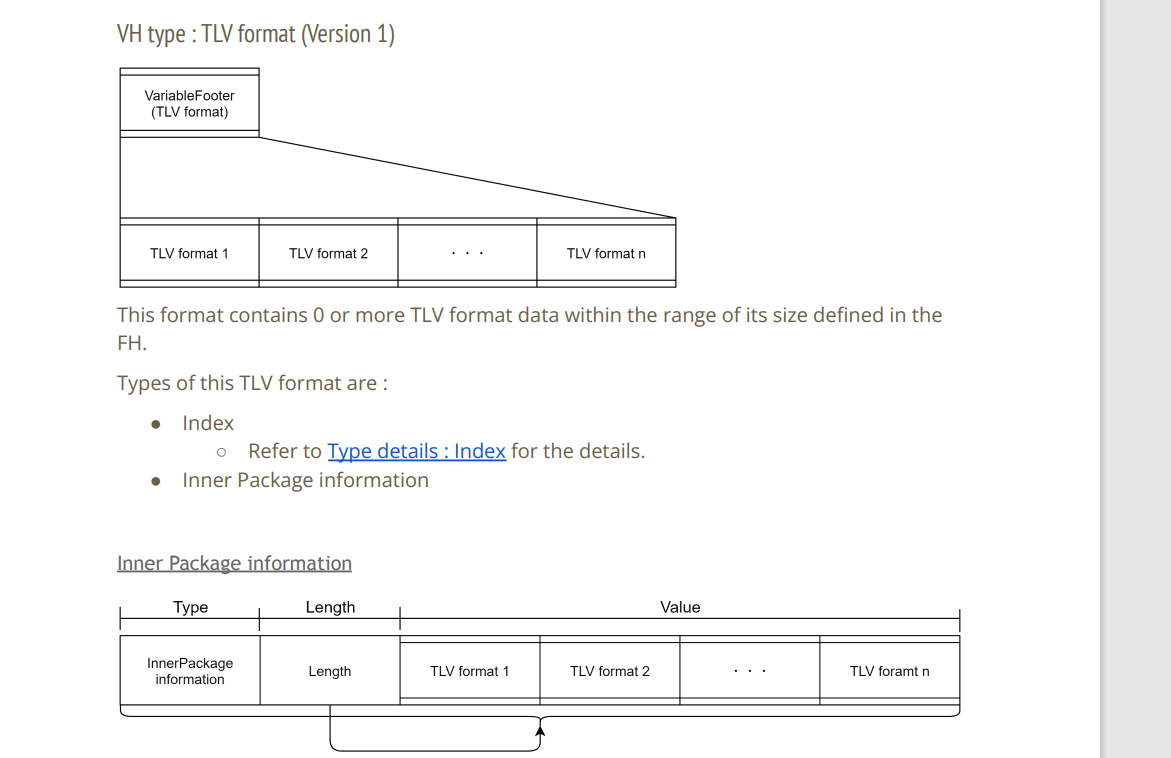 VH type : TLV format (Version 1)
VariableFooter
(TLV format)
TLV format 1 TLV format 2 · · · TLV format n
This format contains 0 or more TLV format data within the range of its size defined in the
FH.
Types of this TLV format are :
● Index
○ Refer to Type details : Index for the details.
● Inner Package information
Inner Package information
Type Length Value
InnerPackage
information
Length TLV format 1 TLV format 2 · · · TLV foramt n